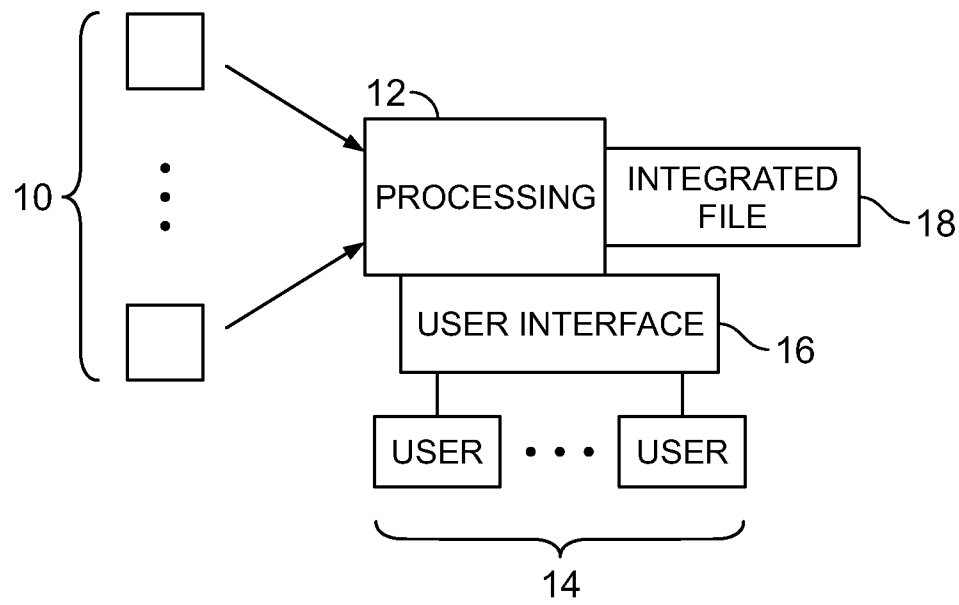 10
12
PROCESSING
INTEGRATED
FILE
18
USER INTERFACE
16
USER
USER
14